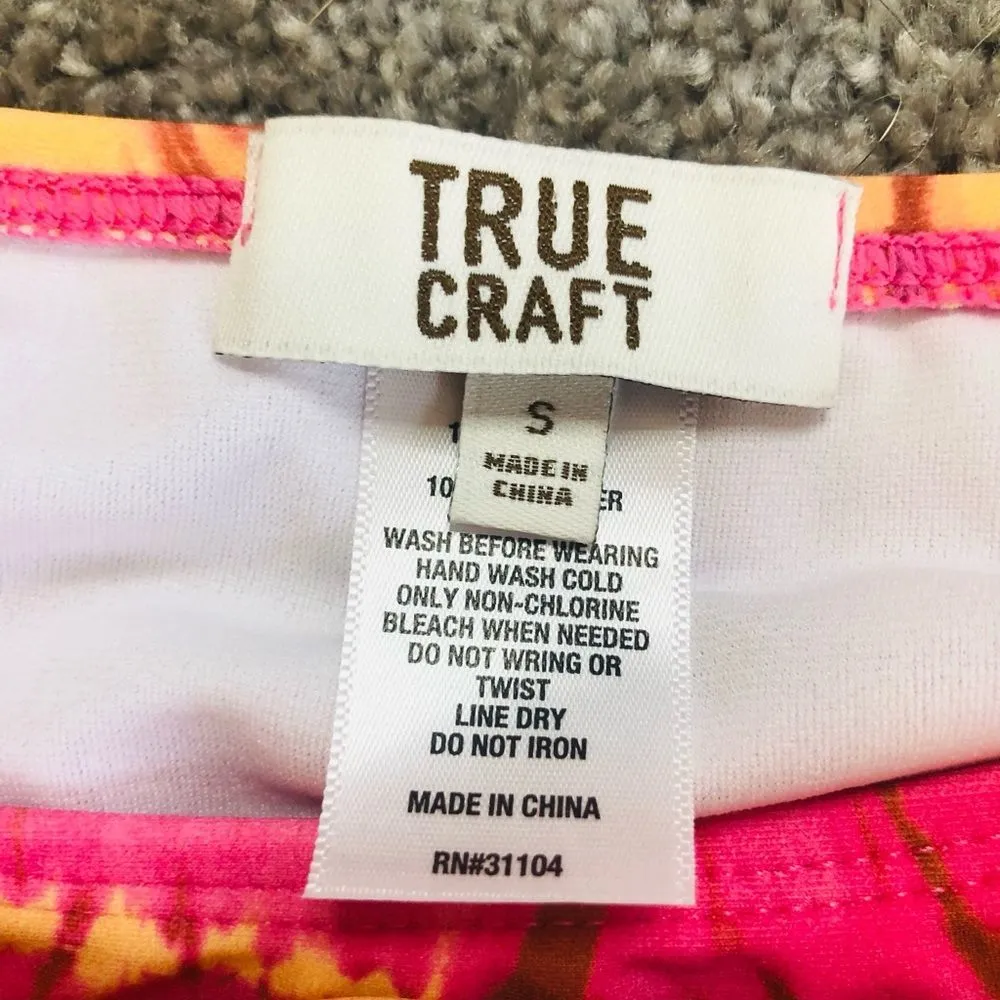 TRUE
CRAFT
S
MADE IN
CHINA
WASH BEFORE WEARING
HAND WASH COLD
ONLY NON-CHLORINE
BLEACH WHEN NEEDED
DO NOT WRING OR
TWIST
LINE DRY
DO NOT IRON
MADE IN CHINA
RN#31104